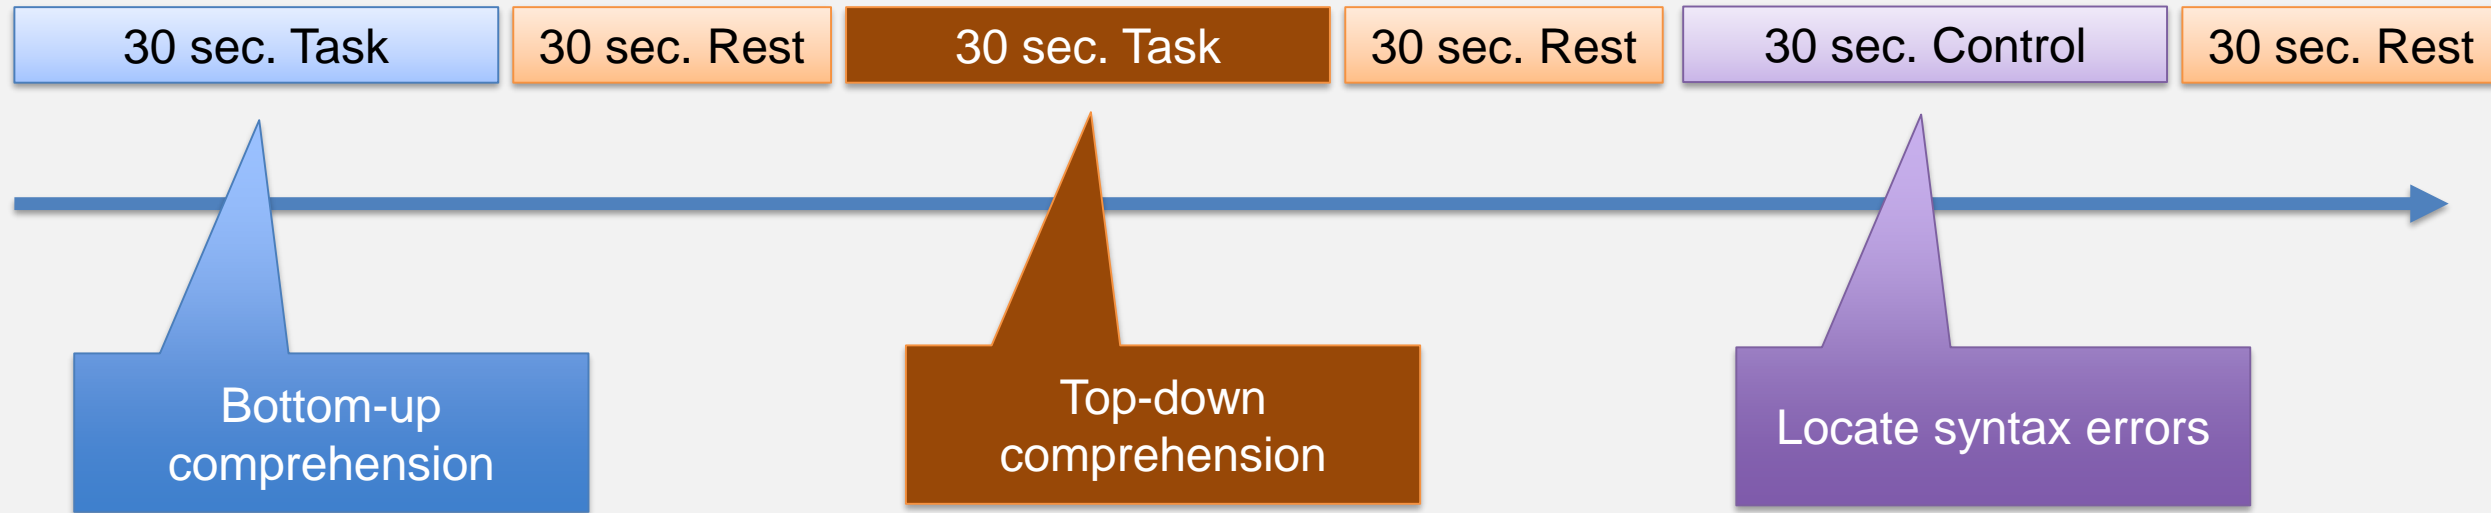 30 sec. Task
30 sec. Rest
30 sec. Task
30 sec. Rest
30 sec. Control
30 sec. Rest
Bottom-up
comprehension
Top-down
comprehension
Locate syntax errors